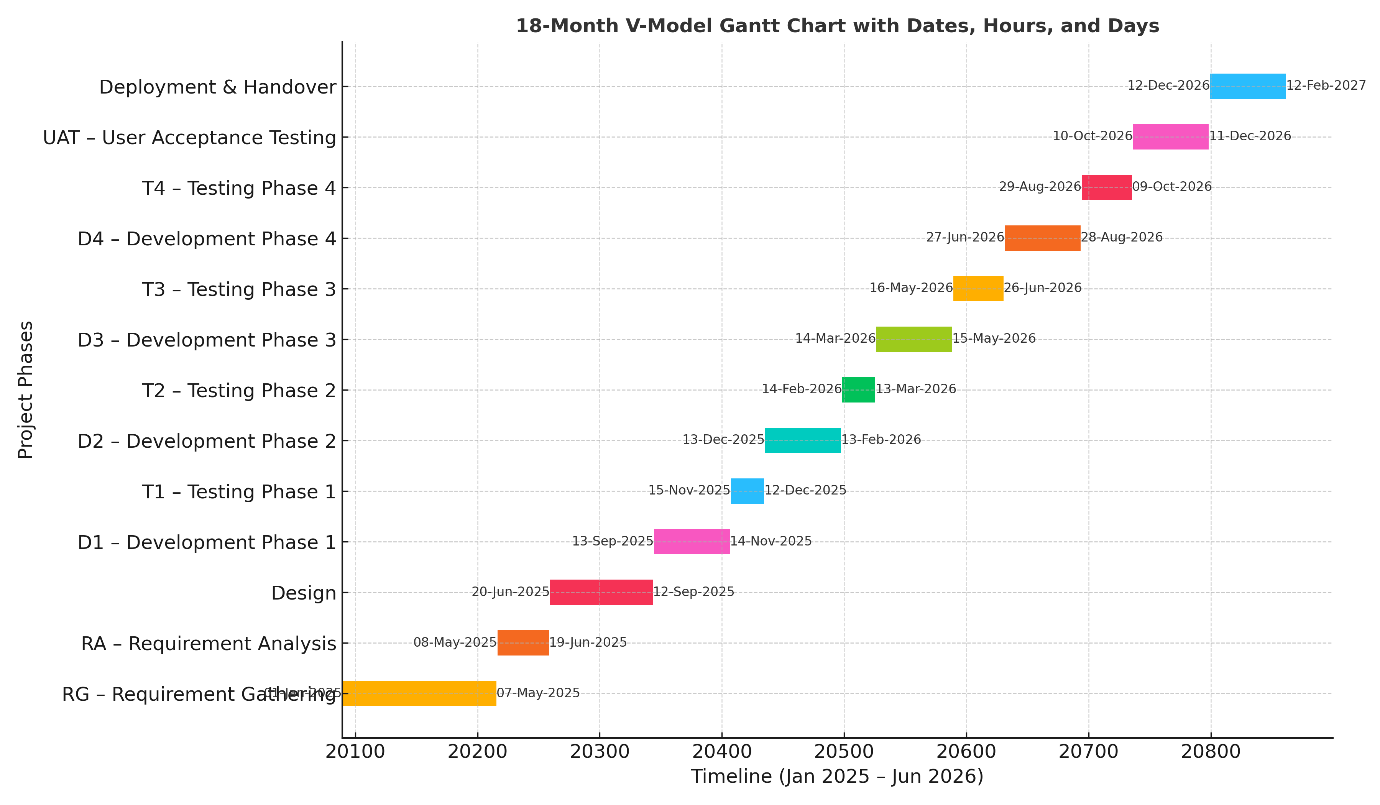 18-Month V-Model Gantt Chart with Dates, Hours, and Days
Project Phases
Deployment & Handover 12-Dec-2026 12-Feb-2027
UAT – User Acceptance Testing 10-Oct-2026 11-Dec-2026
T4 – Testing Phase 4 29-Aug-2026 09-Oct-2026
D4 – Development Phase 4 27-Jun-2026 28-Aug-2026
T3 – Testing Phase 3 16-May-2026 26-Jun-2026
D3 – Development Phase 3 14-Mar-2026 15-May-2026
T2 – Testing Phase 2 14-Feb-2026 13-Mar-2026
D2 – Development Phase 2 13-Dec-2025 13-Feb-2026
T1 – Testing Phase 1 15-Nov-2025 12-Dec-2025
D1 – Development Phase 1 13-Sep-2025 14-Nov-2025
Design 20-Jun-2025 12-Sep-2025
RA – Requirement Analysis 08-May-2025 19-Jun-2025
RG – Requirement Gathering 01-Jan-2025 07-May-2025
20100 20200 20300 20400 20500 20600 20700 20800
Timeline (Jan 2025 – Jun 2026)